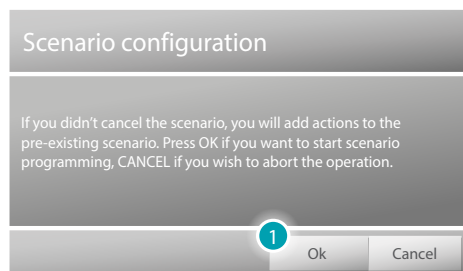 Scenario configuration
If you didn't cancel the scenario, you will add actions to the
pre-existing scenario. Press OK if you want to start scenario
programming, CANCEL if you wish to abort the operation.
1
Ok Cancel